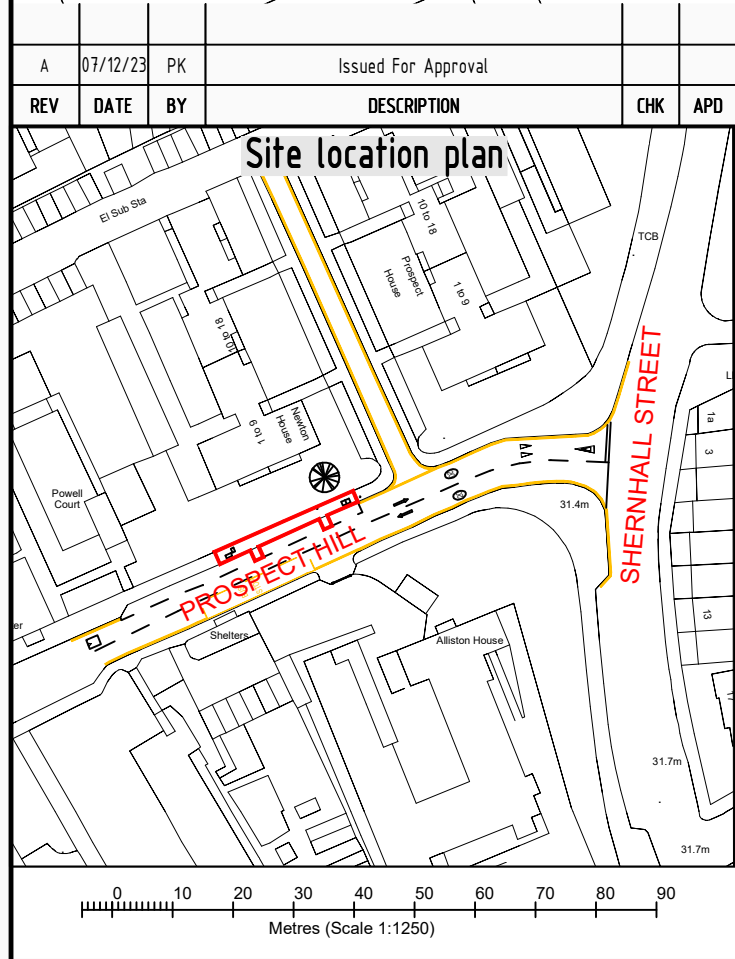 A 07/12/23 PK Issued For Approval
REV DATE BY DESCRIPTION CHK APD
Site location plan
El Sub Sta
10 to 18
Prospect
House
1 to 9
TCB
10 to 18
Newton
House
1 to 9
SHERNHALL STREET
1a
3
Powell
Court
31.4m
PROSPECT HILL
er
Shelters
Alliston House
13
31.7m
31.7m
0 10 20 30 40 50 60 70 80 90
Metres (Scale 1:1250)